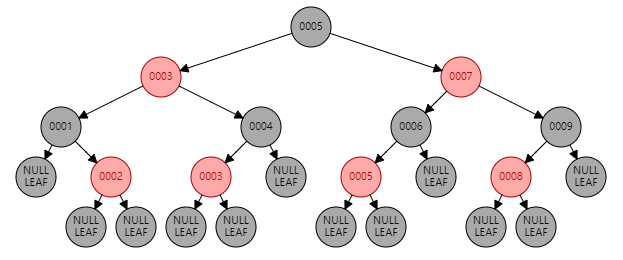 0005
0003
0007
0001
0004
0006
0009
NULL
LEAF
0002
0003
NULL
LEAF
0005
NULL
LEAF
0008
NULL
LEAF
NULL
LEAF
NULL
LEAF
NULL
LEAF
NULL
LEAF
NULL
LEAF
NULL
LEAF
NULL
LEAF
NULL
LEAF